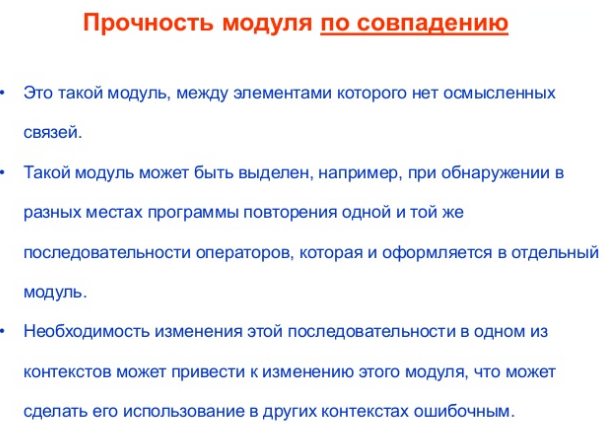 Прочность модуля по совпадению
• Это такой модуль, между элементами которого нет осмысленных
связей.
• Такой модуль может быть выделен, например, при обнаружении в
разных местах программы повторения одной и той же
последовательности операторов, которая и оформляется в отдельный
модуль.
• Необходимость изменения этой последовательности в одном из
контекстов может привести к изменению этого модуля, что может
сделать его использование в других контекстах ошибочным.